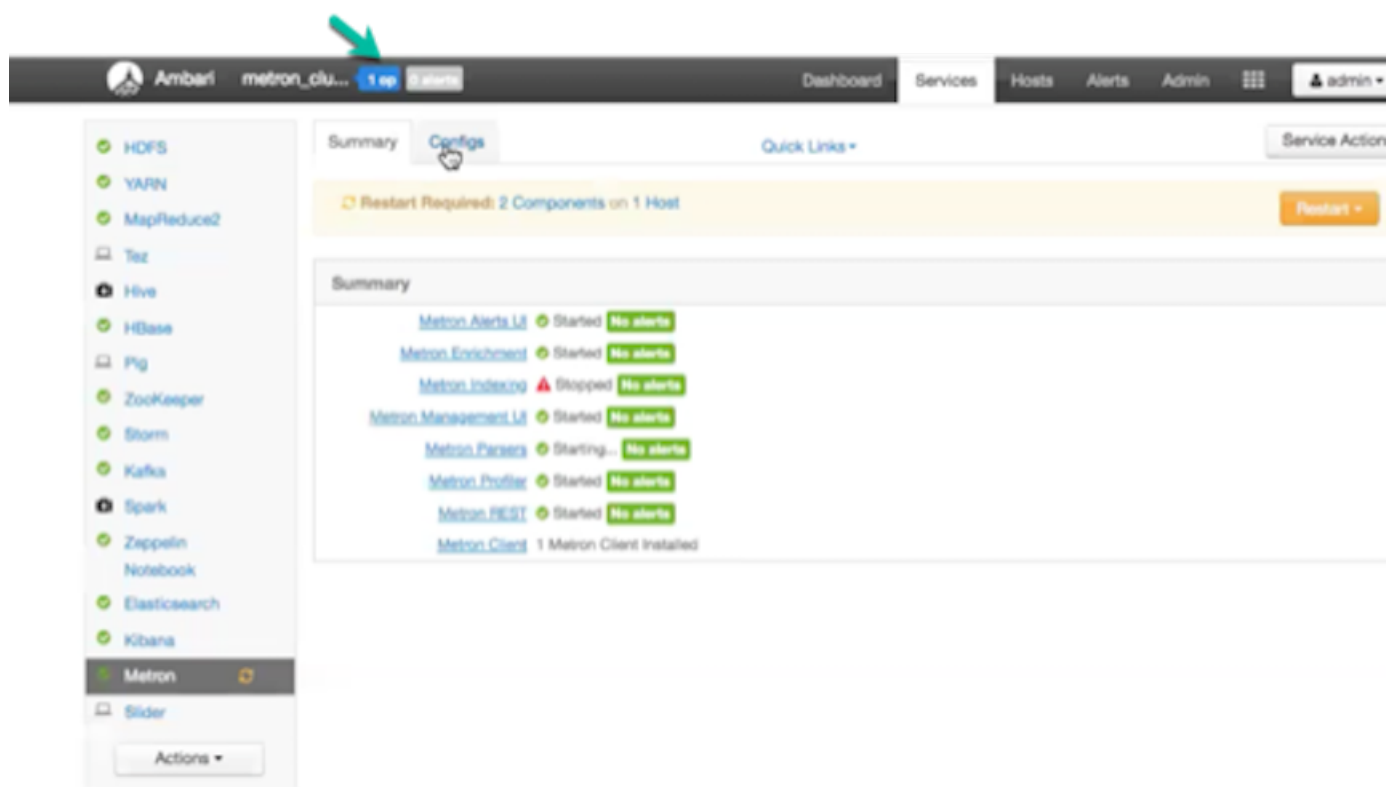 Ambari metron_clu... 1 op 0 alerts Dashboard Services Hosts Alerts Admin admin
HDFS
YARN
MapReduce2
Tez
Hive
HBase
Pig
ZooKeeper
Storm
Kafka
Spark
Zeppelin
Notebook
Elasticsearch
Kibana
Metron
Slider
Actions
Summary Configs Quick Links Service Action
Restart Required: 2 Components on 1 Host Restart
Summary
Metron Alerts UI Started No alerts
Metron Enrichment Started No alerts
Metron Indexing Stopped No alerts
Metron Management UI Started No alerts
Metron Parsers Starting... No alerts
Metron Profiler Started No alerts
Metron REST Started No alerts
Metron Client 1 Metron Client Installed